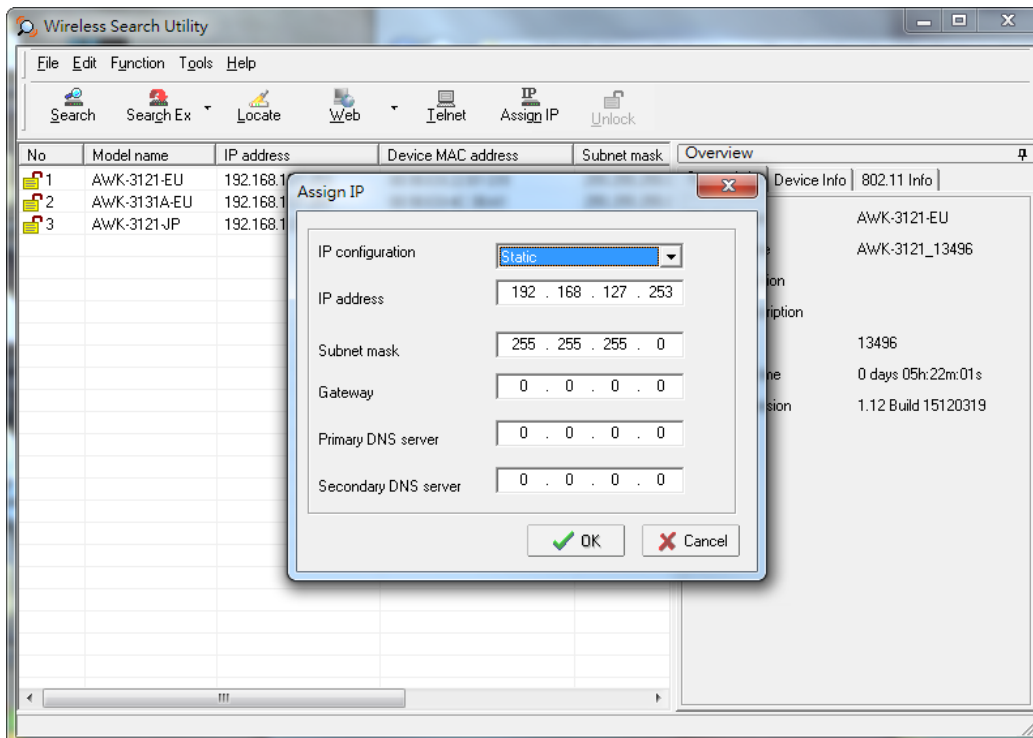 Wireless Search Utility
File Edit Function Tools Help
Search Search Ex Locate Web Telnet Assign IP Unlock
No Model name IP address Device MAC address Subnet mask Overview
1 AWK-3121-EU 192.168.1 Device Info 802.11 Info
2 AWK-3131A-EU 192.168.1
3 AWK-3121-JP 192.168.1
Assign IP
IP configuration Static
IP address 192 . 168 . 127 . 253
Subnet mask 255 . 255 . 255 . 0
Gateway 0 . 0 . 0 . 0
Primary DNS server 0 . 0 . 0 . 0
Secondary DNS server 0 . 0 . 0 . 0
OK Cancel
AWK-3121-EU
AWK-3121_13496
13496
0 days 05h:22m:01s
1.12 Build 15120319